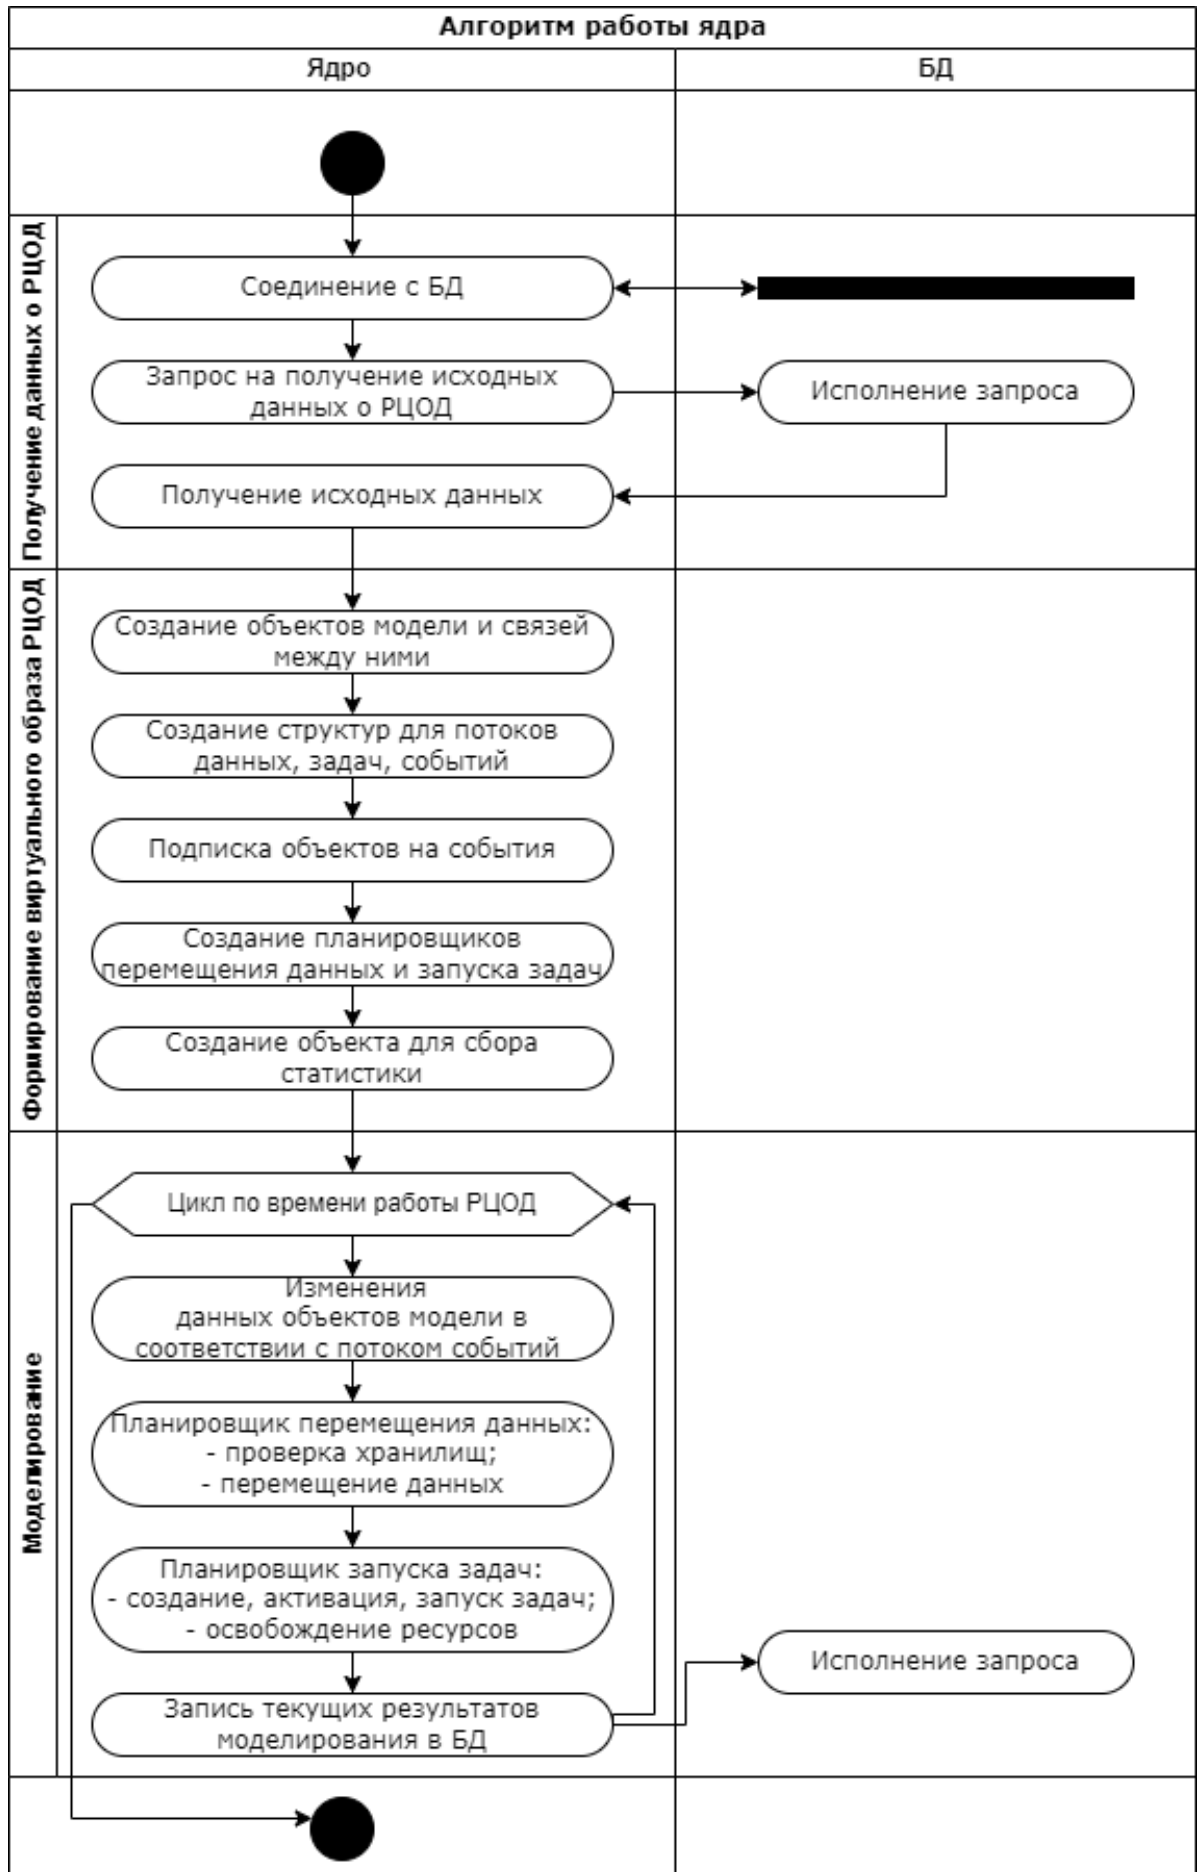 Алгоритм работы ядра
Ядро
БД
Получение данных о РЦОД
Соединение с БД
Запрос на получение исходных
данных о РЦОД
Исполнение запроса
Получение исходных данных
Формирование виртуального образа РЦОД
Создание объектов модели и связей
между ними
Создание структур для потоков
данных, задач, событий
Подписка объектов на события
Создание планировщиков
перемещения данных и запуска задач
Создание объекта для сбора
статистики
Моделирование
Цикл по времени работы РЦОД
Изменения
данных объектов модели в
соответствии с потоком событий
Планировщик перемещения данных:
- проверка хранилищ;
- перемещение данных
Планировщик запуска задач:
- создание, активация, запуск задач;
- освобождение ресурсов
Исполнение запроса
Запись текущих результатов
моделирования в БД